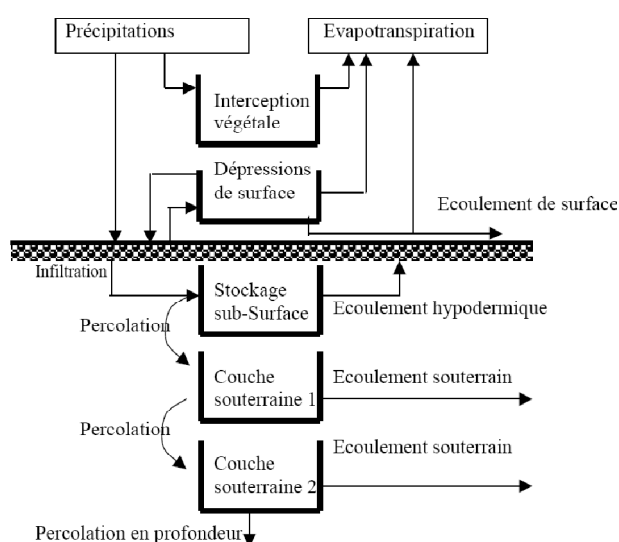 Précipitations
Evapotranspiration
Interception
végétale
Dépressions
de surface
Ecoulement de surface
Infiltration
Stockage
sub-Surface
Ecoulement hypodermique
Percolation
Couche
souterraine 1
Ecoulement souterrain
Percolation
Couche
souterraine 2
Ecoulement souterrain
Percolation en profondeur